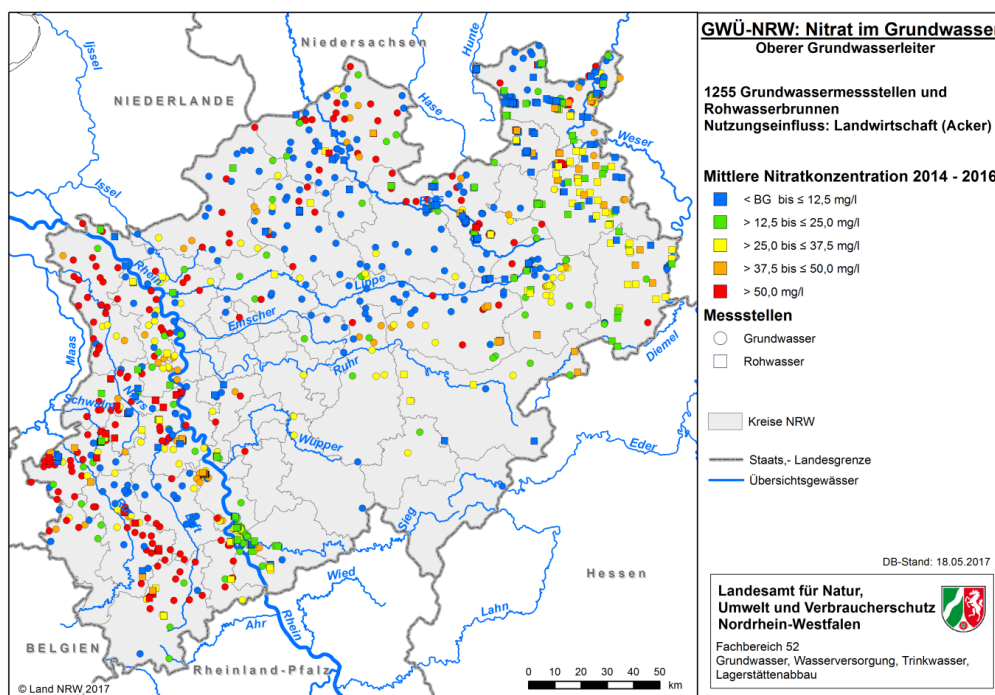 GWÜ-NRW: Nitrat im Grundwasser
Oberer Grundwasserleiter
1255 Grundwassermessstellen und
Rohwasserbrunnen
Nutzungseinfluss: Landwirtschaft (Acker)
Mittlere Nitratkonzentration 2014 - 2016
< BG bis ≤ 12,5 mg/l
> 12,5 bis ≤ 25,0 mg/l
> 25,0 bis ≤ 37,5 mg/l
> 37,5 bis ≤ 50,0 mg/l
> 50,0 mg/l
Messstellen
Grundwasser
Rohwasser
Kreise NRW
Staats,- Landesgrenze
Übersichtsgewässer
DB-Stand: 18.05.2017
Landesamt für Natur,
Umwelt und Verbraucherschutz
Nordrhein-Westfalen
Fachbereich 52
Grundwasser, Wasserversorgung, Trinkwasser,
Lagerstättenabbau
Ijssel
Niedersachsen
Hunte
NIEDERLANDE
Hase
Weser
Issel
Ems
Rhein
Lippe
Emscher
Maas
Ruhr
Diemel
Schwalm
Niers
Wupper
Eder
Erft
Sieg
Hessen
Wied
Lahn
Ahr
Rhein
BELGIEN
Rheinland-Pfalz
0 10 20 30 40 50
km
© Land NRW, 2017